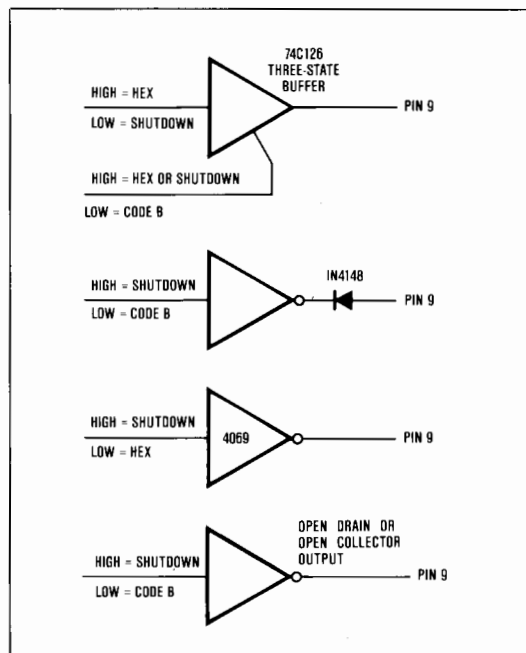 74C126
THREE-STATE
BUFFER
HIGH = HEX
LOW = SHUTDOWN
PIN 9
HIGH = HEX OR SHUTDOWN
LOW = CODE B
HIGH = SHUTDOWN
LOW = CODE B
IN4148
PIN 9
HIGH = SHUTDOWN
LOW = HEX
4069
PIN 9
OPEN DRAIN OR
OPEN COLLECTOR
OUTPUT
HIGH = SHUTDOWN
LOW = CODE B
PIN 9